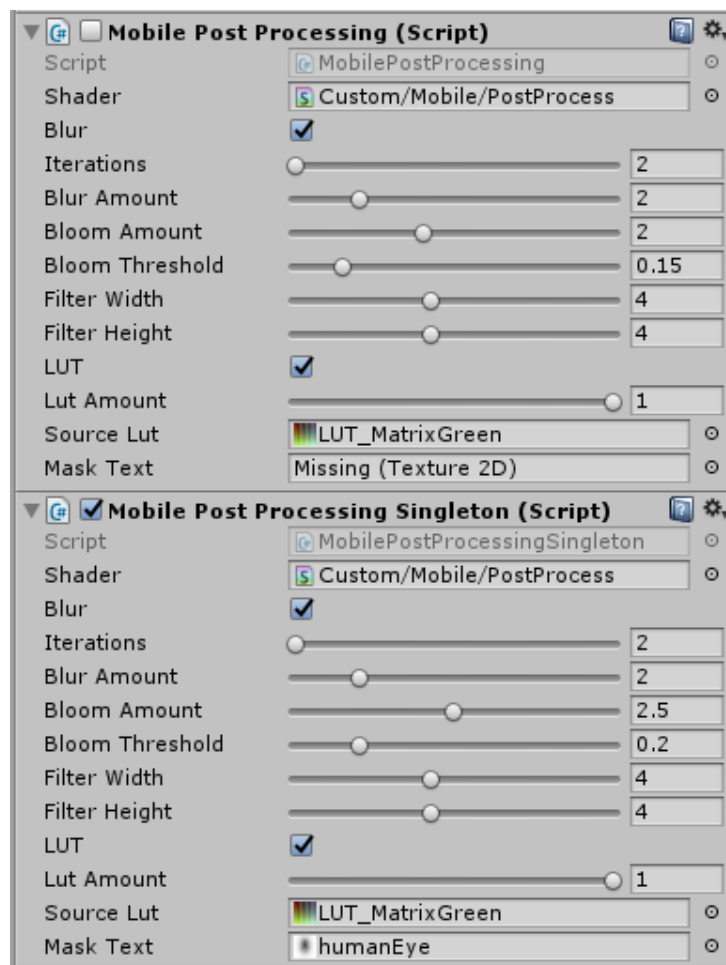 Mobile Post Processing (Script)
Script MobilePostProcessing
Shader Custom/Mobile/PostProcess
Blur
Iterations 2
Blur Amount 2
Bloom Amount 2
Bloom Threshold 0.15
Filter Width 4
Filter Height 4
LUT
Lut Amount 1
Source Lut LUT_MatrixGreen
Mask Text Missing (Texture 2D)
Mobile Post Processing Singleton (Script)
Script MobilePostProcessingSingleton
Shader Custom/Mobile/PostProcess
Blur
Iterations 2
Blur Amount 2
Bloom Amount 2.5
Bloom Threshold 0.2
Filter Width 4
Filter Height 4
LUT
Lut Amount 1
Source Lut LUT_MatrixGreen
Mask Text humanEye